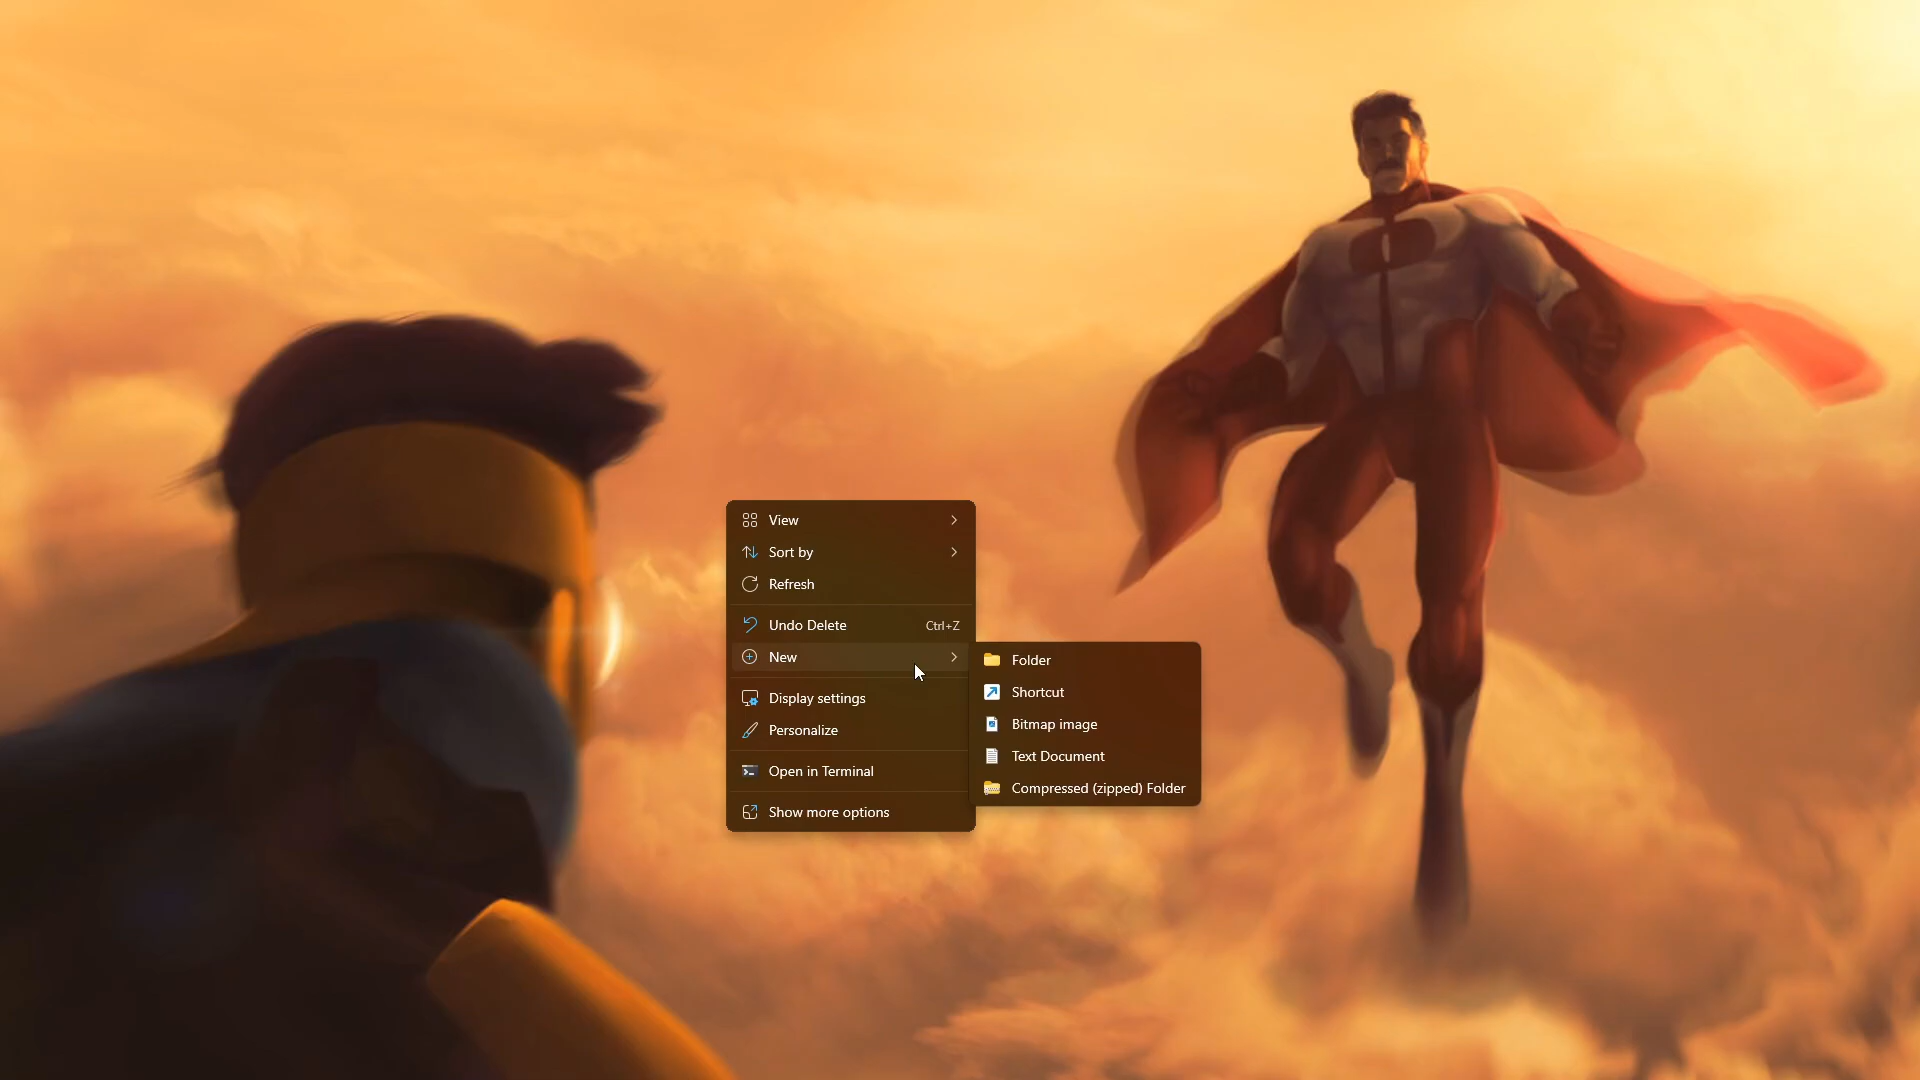 View
Sort by
Refresh
Undo Delete Ctrl+Z
New
Display settings
Personalize
Open in Terminal
Show more options
Folder
Shortcut
Bitmap image
Text Document
Compressed (zipped) Folder